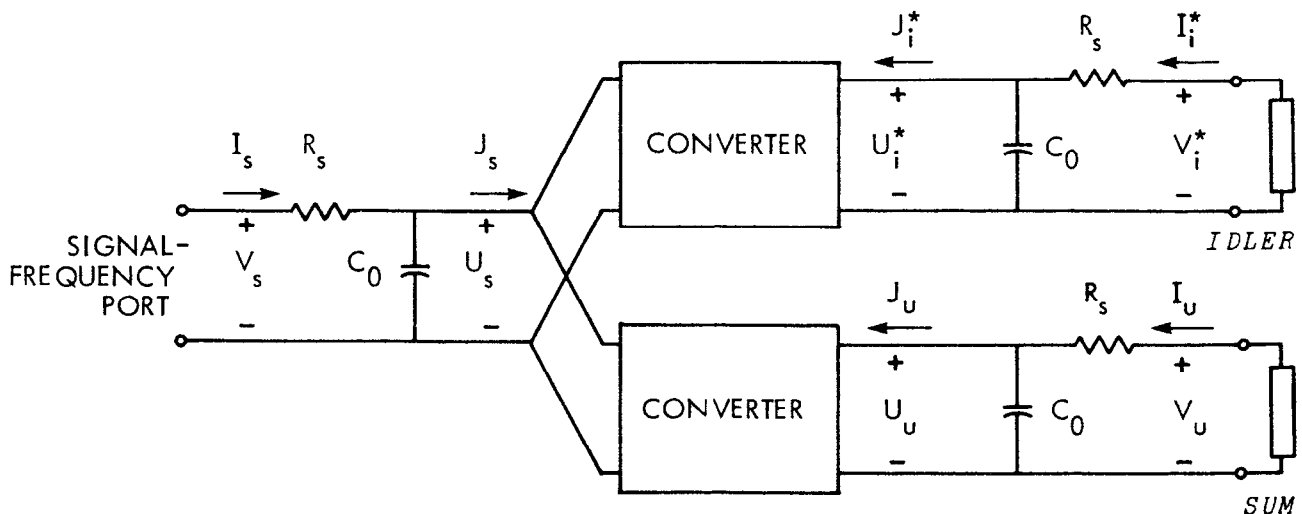 J_i^* R_s I_i^*
+ +
CONVERTER U_i^* C_0 V_i^*
- -
IDLER
I_s R_s J_s
+ +
SIGNAL-
FREQUENCY
PORT
V_s C_0 U_s
- -
J_u R_s I_u
+ +
CONVERTER U_u C_0 V_u
- -
SUM